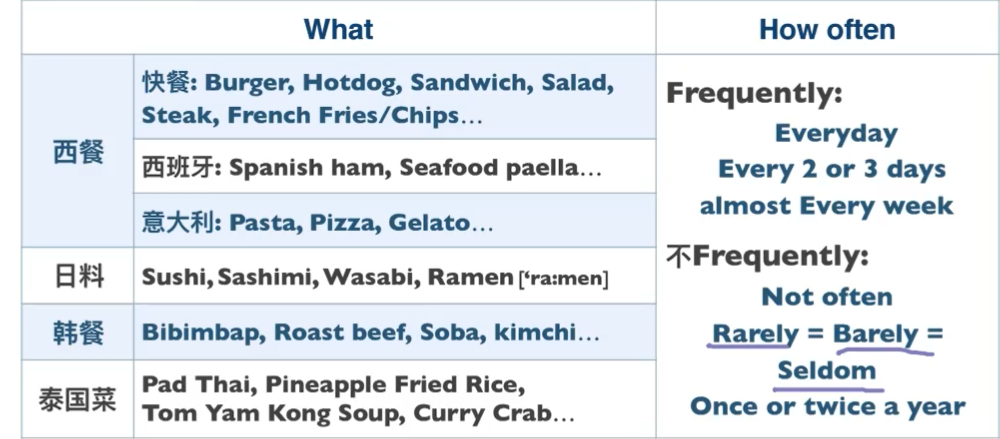 What
How often
西餐
快餐: Burger, Hotdog, Sandwich, Salad,
Steak, French Fries/Chips…
西班牙: Spanish ham, Seafood paella…
意大利: Pasta, Pizza, Gelato…
日料
Sushi, Sashimi, Wasabi, Ramen [‘ra:men]
韩餐
Bibimbap, Roast beef, Soba, kimchi…
泰国菜
Pad Thai, Pineapple Fried Rice,
Tom Yam Kong Soup, Curry Crab…
Frequently:
Everyday
Every 2 or 3 days
almost Every week
不Frequently:
Not often
Rarely = Barely =
Seldom
Once or twice a year